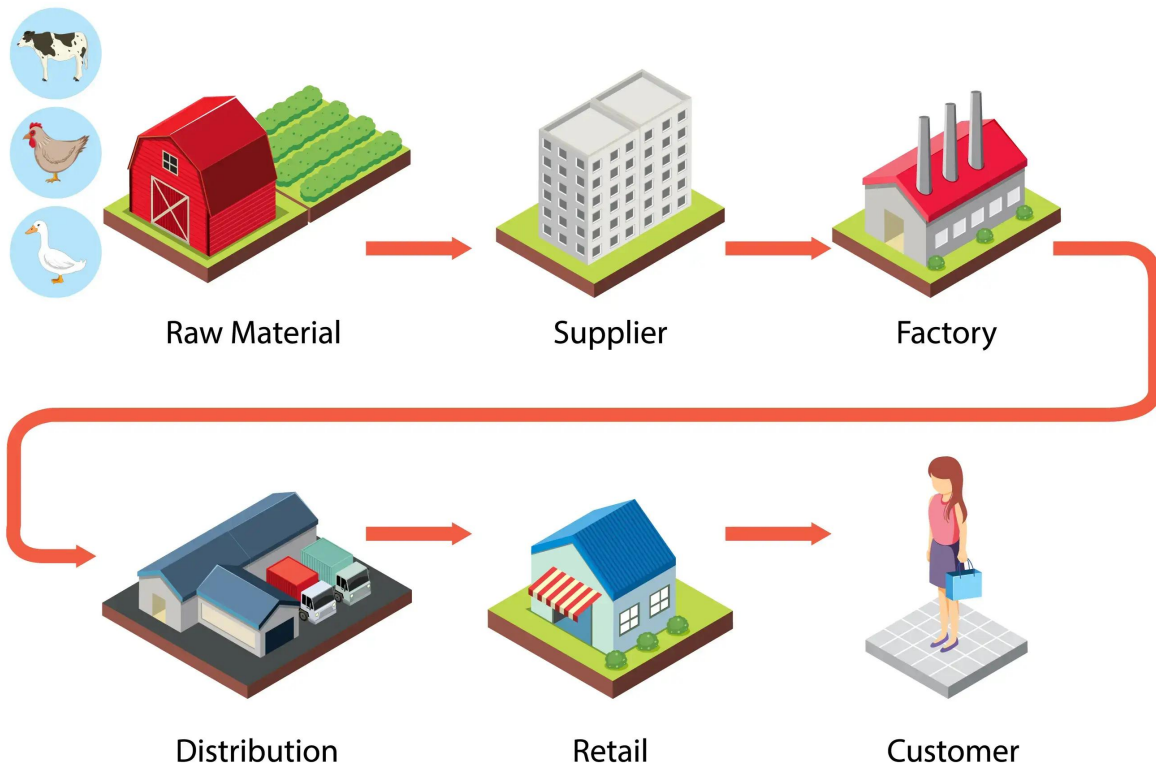 Raw Material
Supplier
Factory
Distribution
Retail
Customer